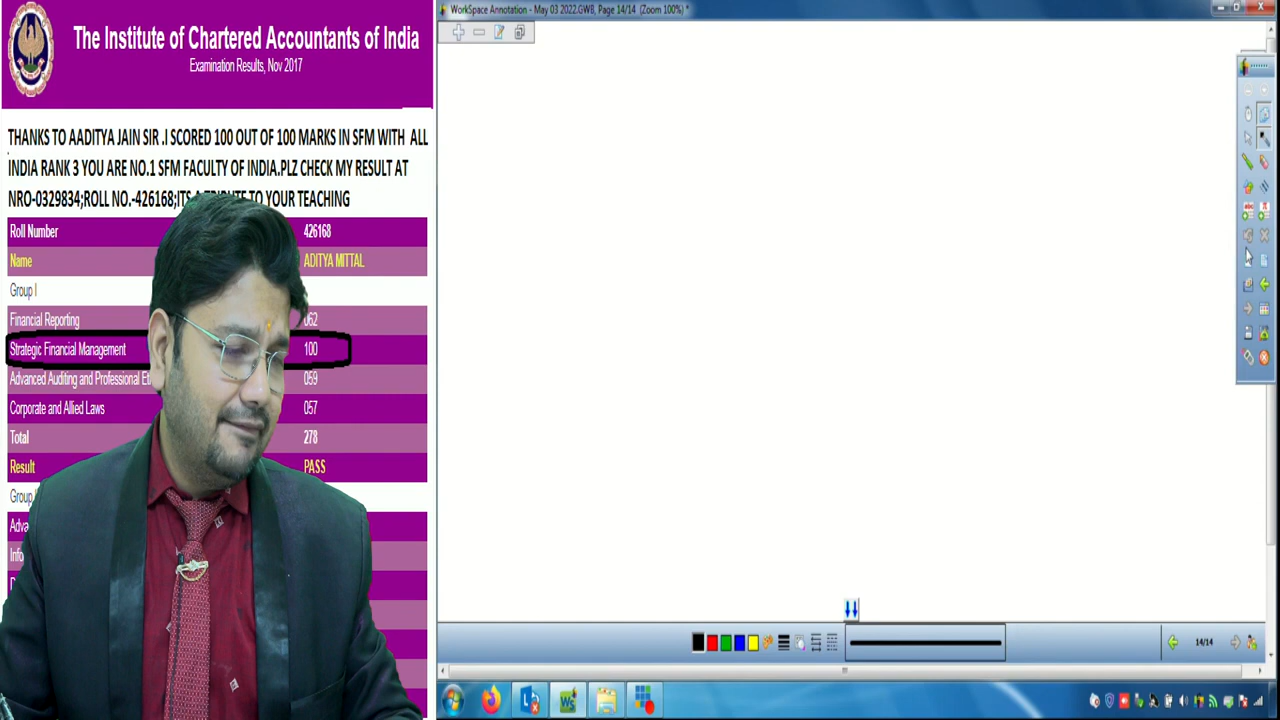 The Institute of Chartered Accountants of India
Examination Results, Nov 2017
THANKS TO AADITYA JAIN SIR .I SCORED 100 OUT OF 100 MARKS IN SFM WITH ALL
INDIA RANK 3 YOU ARE NO.1 SFM FACULTY OF INDIA.PLZ CHECK MY RESULT AT
NRO-0329834;ROLL NO.-426168;ITS A TRIBUTE TO YOUR TEACHING
Roll Number 426168
Name ADITYA MITTAL
Group I
Financial Reporting 062
Strategic Financial Management 100
Advanced Auditing and Professional 059
Corporate and Allied Laws 057
Total 278
Result PASS
Group
WorkSpace Annotation - May 03 2022.GWB, Page 14/14 (Zoom 100%) *
14/14